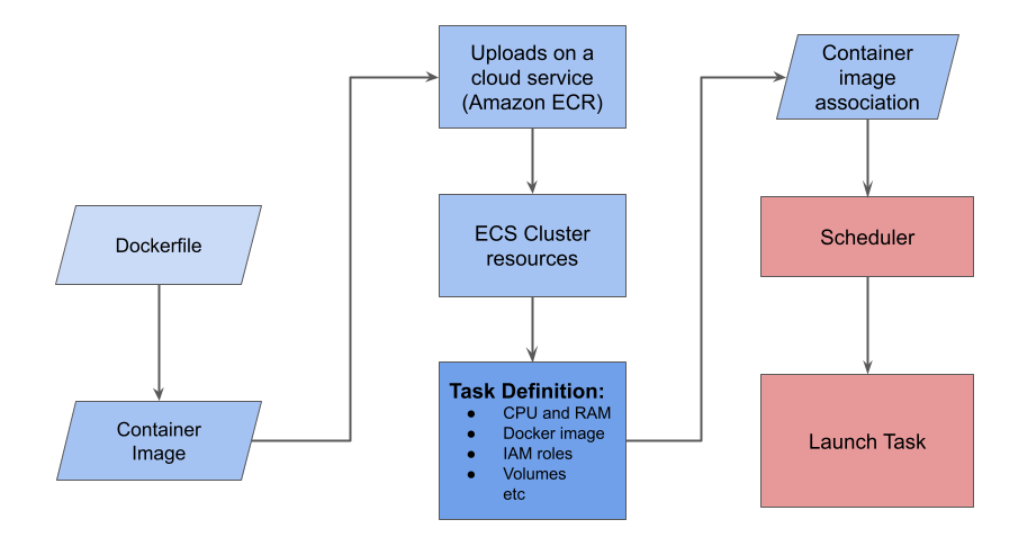 Dockerfile
Container
Image
Uploads on a
cloud service
(Amazon ECR)
ECS Cluster
resources
Task Definition:
● CPU and RAM
● Docker image
● IAM roles
● Volumes
etc
Container
image
association
Scheduler
Launch Task